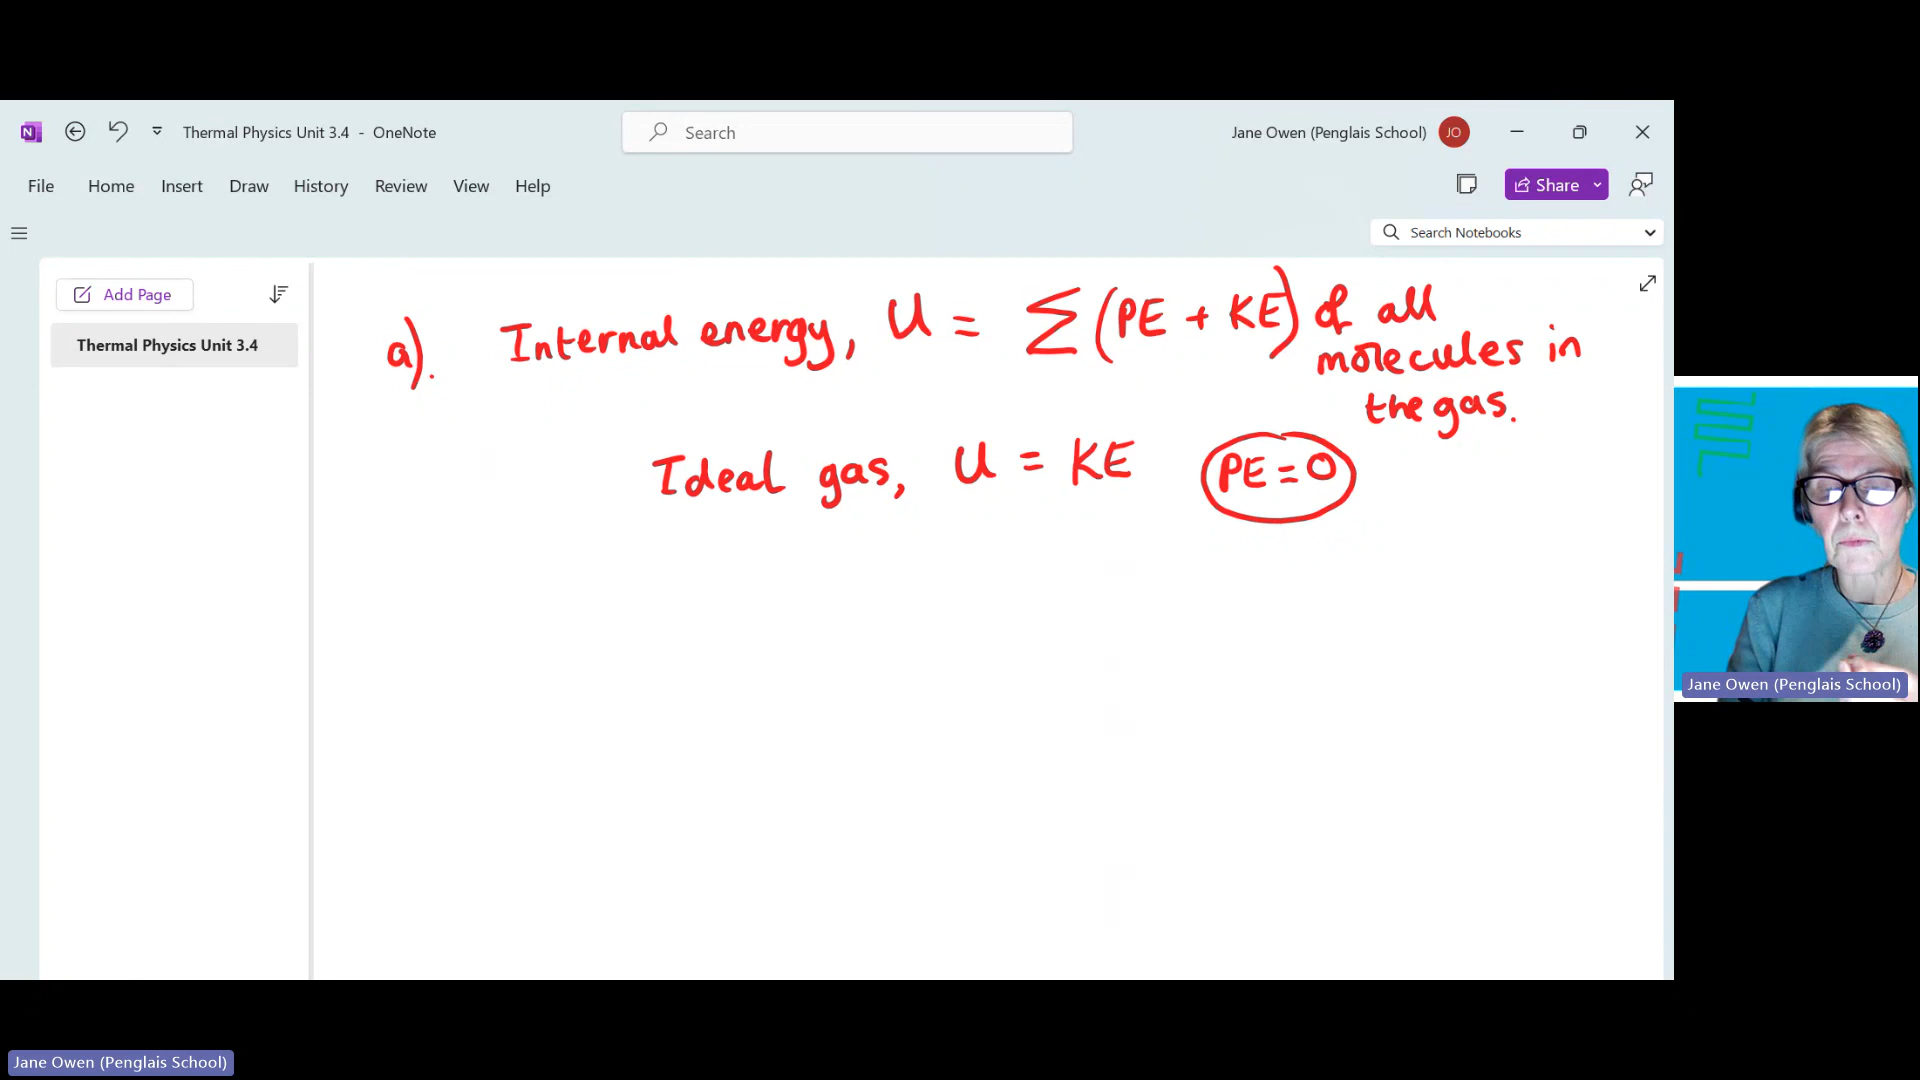 Thermal Physics Unit 3.4 - OneNote
Search
Jane Owen (Penglais School)
JO
File Home Insert Draw History Review View Help
Share
Search Notebooks
Add Page
Thermal Physics Unit 3.4
a). Internal energy, U = ∑ (PE + KE) of all
molecules in
the gas.
Ideal gas, U = KE PE = 0
Jane Owen (Penglais School)
Jane Owen (Penglais School)